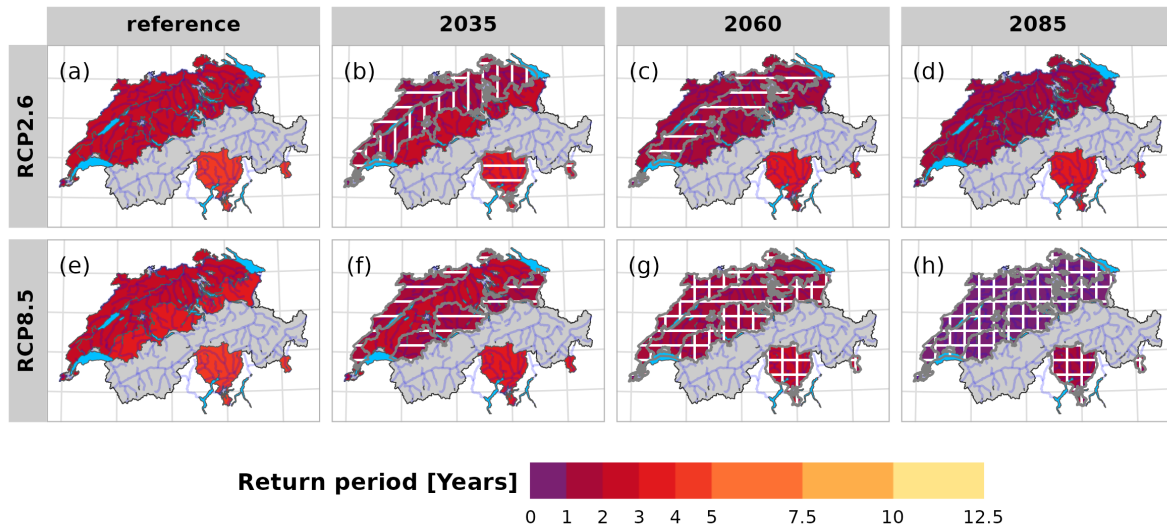 reference 2035 2060 2085
RCP2.6 (a) (b) (c) (d)
RCP8.5 (e) (f) (g) (h)
Return period [Years]
0 1 2 3 4 5 7.5 10 12.5